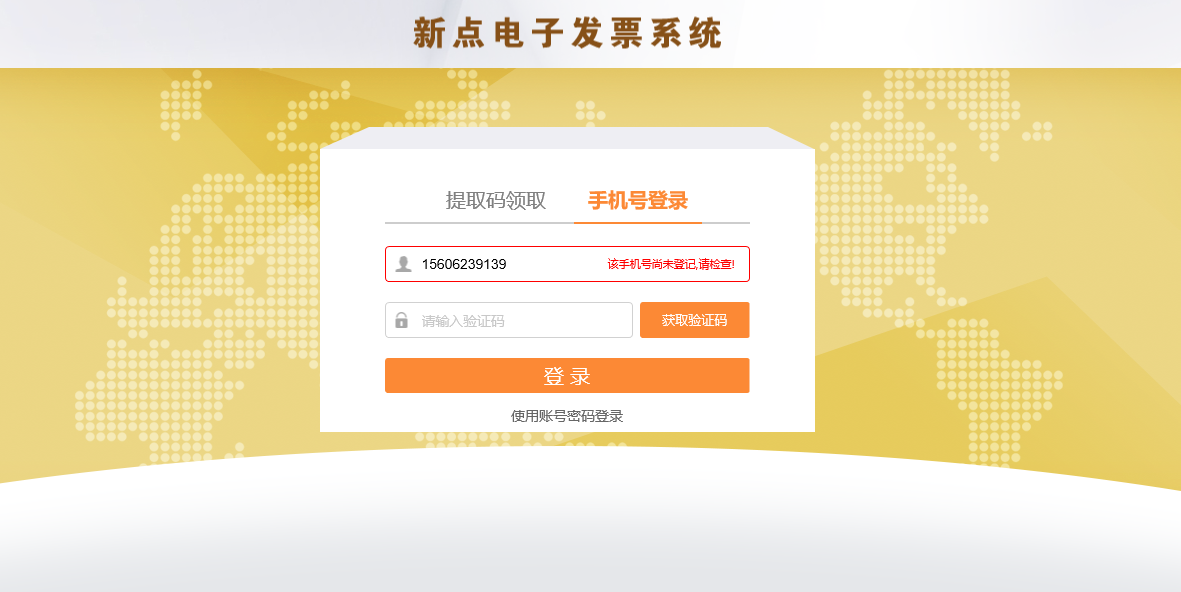 新点电子发票系统
提取码领取 手机号登录
15606239139 该手机号尚未登记,请检查!
请输入验证码 获取验证码
登 录
使用账号密码登录